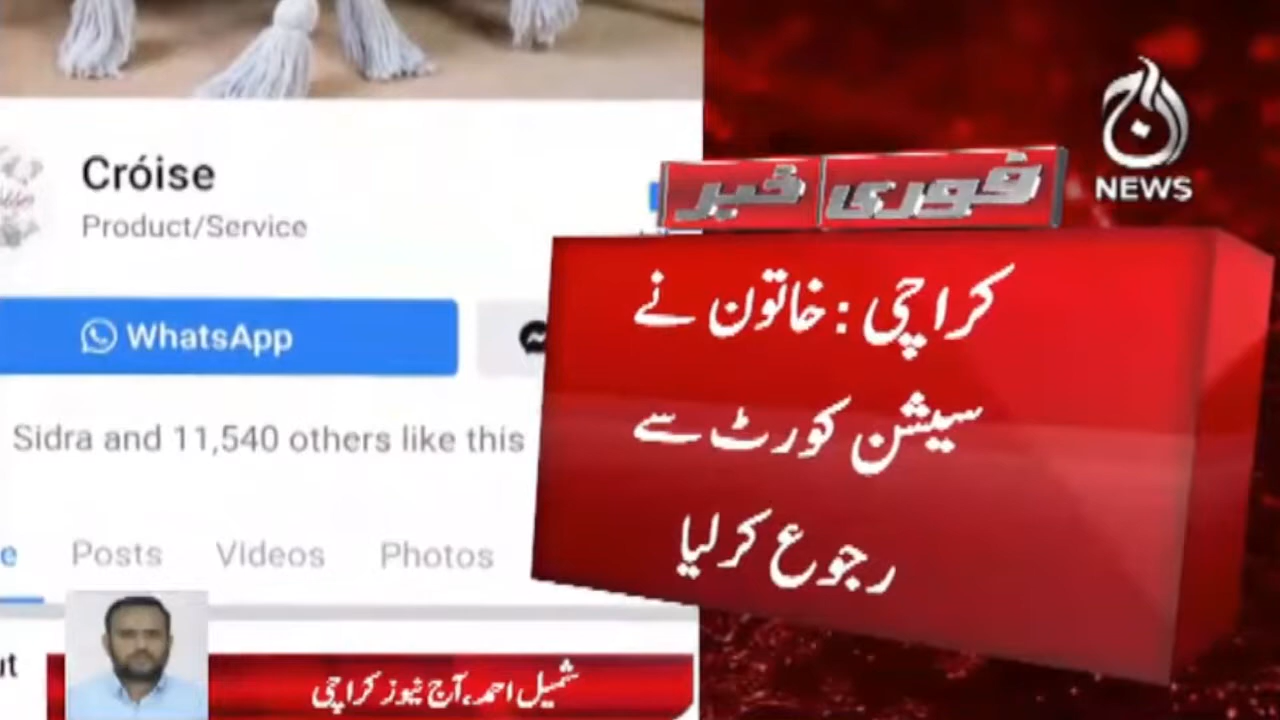 Cróise
Product/Service
WhatsApp
Sidra and 11,540 others like this
Posts Videos Photos
آج
NEWS
فوری خبر
کراچی : خاتون نے
سیشن کورٹ سے
رجوع کرلیا
شمیل احمد، آج نیوز کراچی